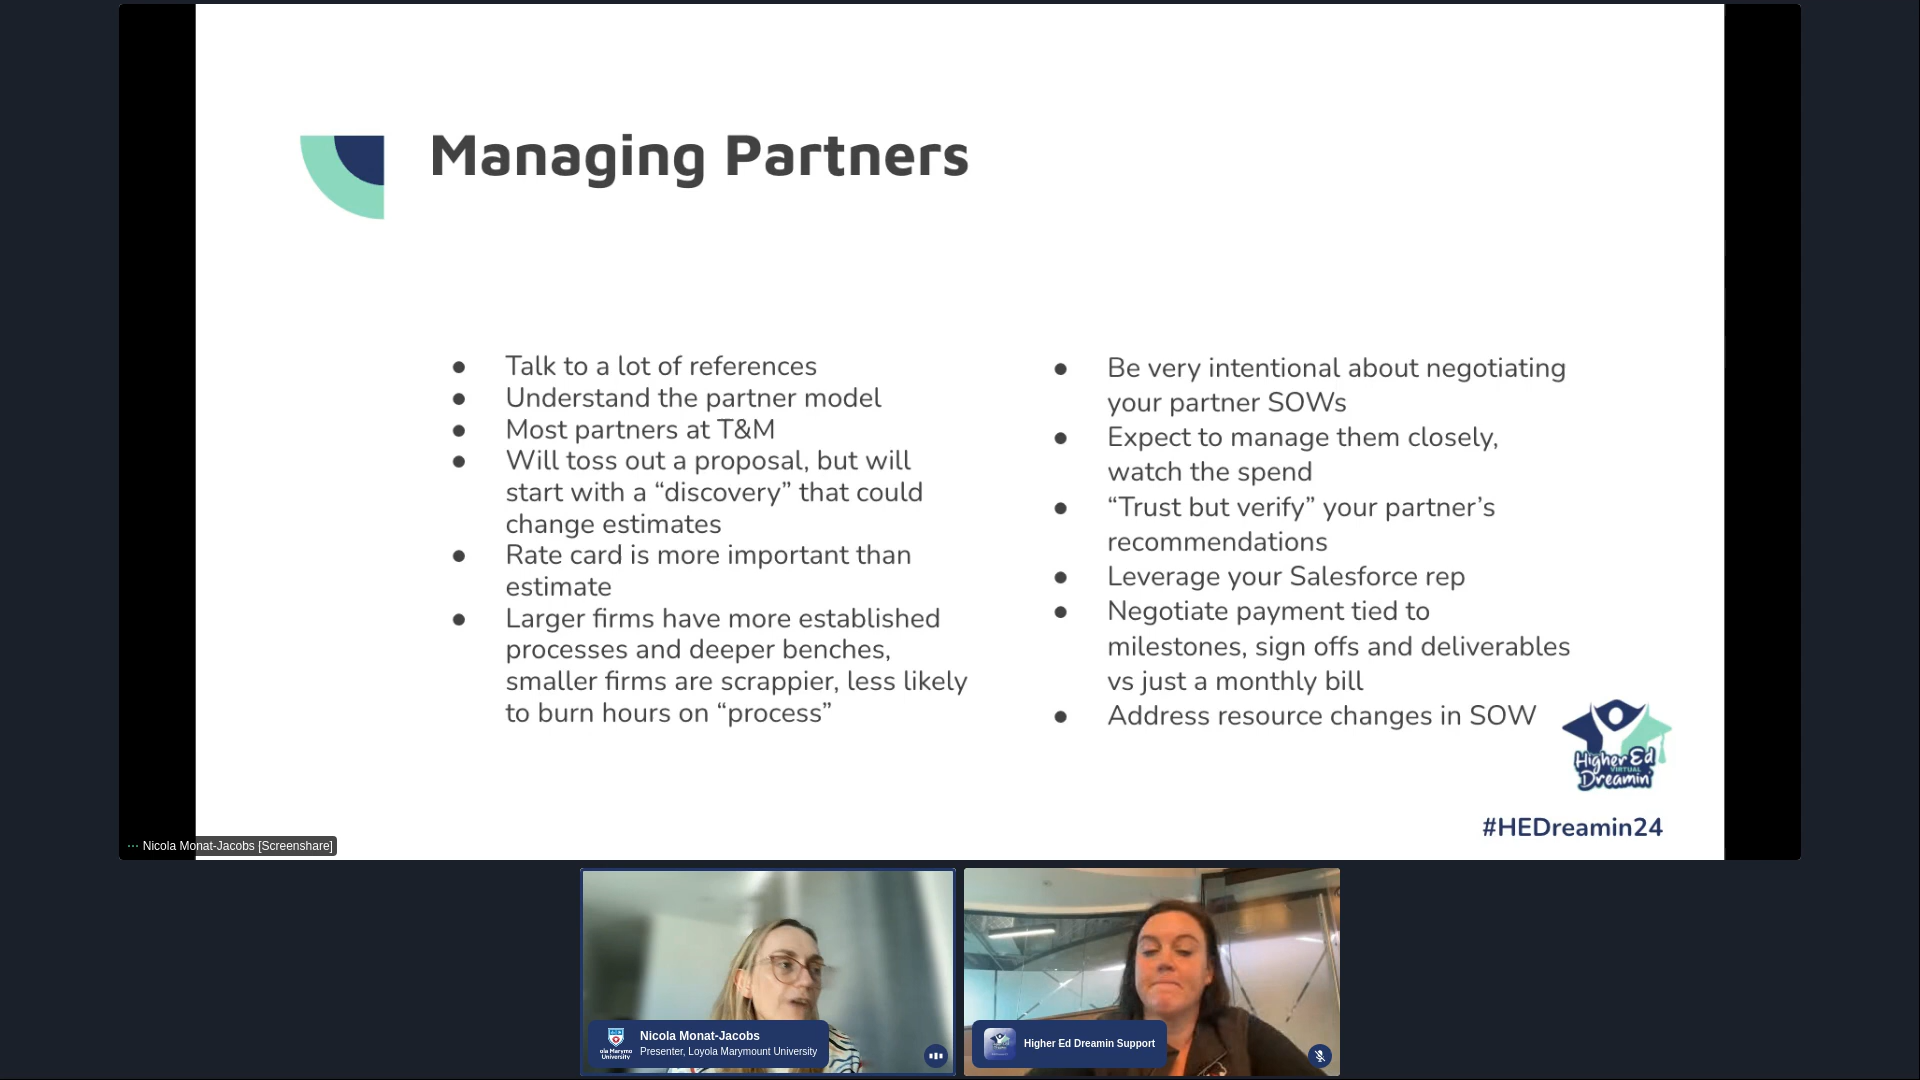 Managing Partners
● Talk to a lot of references
● Understand the partner model
● Most partners at T&M
● Will toss out a proposal, but will
start with a “discovery” that could
change estimates
● Rate card is more important than
estimate
● Larger firms have more established
processes and deeper benches,
smaller firms are scrappier, less likely
to burn hours on “process”
● Be very intentional about negotiating
your partner SOWs
● Expect to manage them closely,
watch the spend
● “Trust but verify” your partner’s
recommendations
● Leverage your Salesforce rep
● Negotiate payment tied to
milestones, sign offs and deliverables
vs just a monthly bill
● Address resource changes in SOW
Higher Ed
VIRTUAL
Dreamin'
#HEDreamin24
Nicola Monat-Jacobs [Screenshare]
Nicola Monat-Jacobs
Presenter, Loyola Marymount University
ola Marymo
University
Higher Ed Dreamin Support